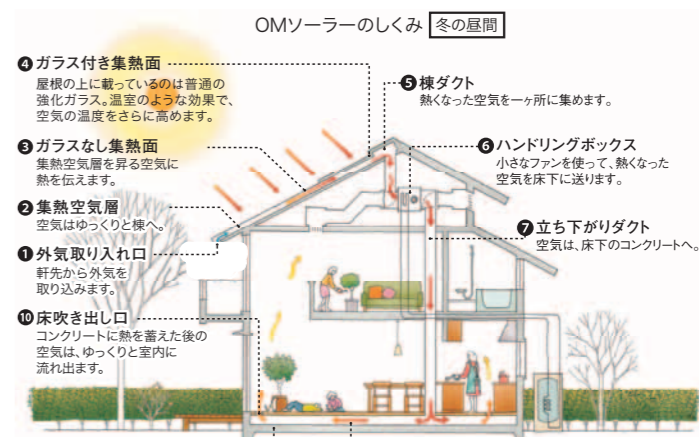 OMソーラーのしくみ 冬の昼間
❹ガラス付き集熱面
屋根の上に載っているのは普通の
強化ガラス。温室のような効果で、
空気の温度をさらに高めます。
❸ガラスなし集熱面
集熱空気層を昇る空気に
熱を伝えます。
❷集熱空気層
空気はゆっくりと棟へ。
❶外気取り入れ口
軒先から外気を
取り込みます。
❿床吹き出し口
コンクリートに熱を蓄えた後の
空気は、ゆっくりと室内に
流れ出ます。
❺棟ダクト
熱くなった空気を一ヶ所に集めます。
❻ハンドリングボックス
小さなファンを使って、熱くなった
空気を床下に送ります。
❼立ち下がりダクト
空気は、床下のコンクリートへ。